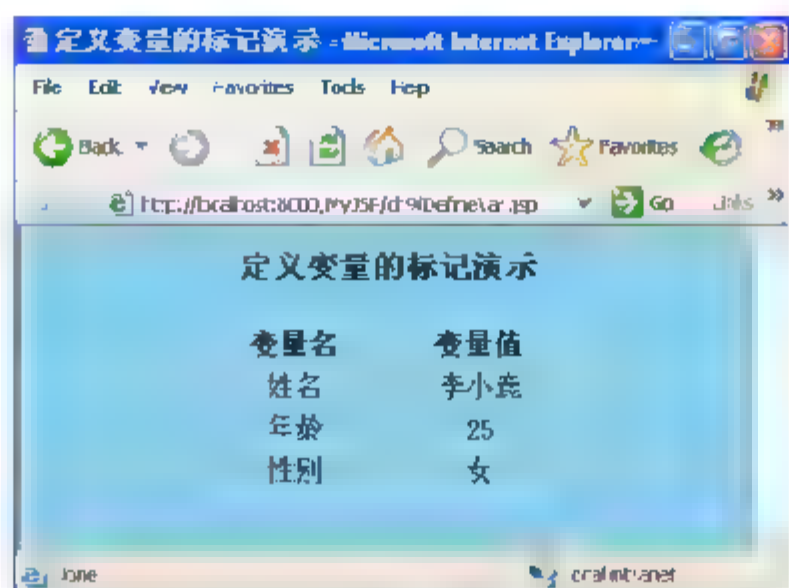 定义变量的标记演示 - Microsoft Internet Explorer
File Edit View Favorites Tools Help
Back Search Favorites
Go Links
定义变量的标记演示
变量名 变量值
姓名 李小
年龄 25
性别 女
Done